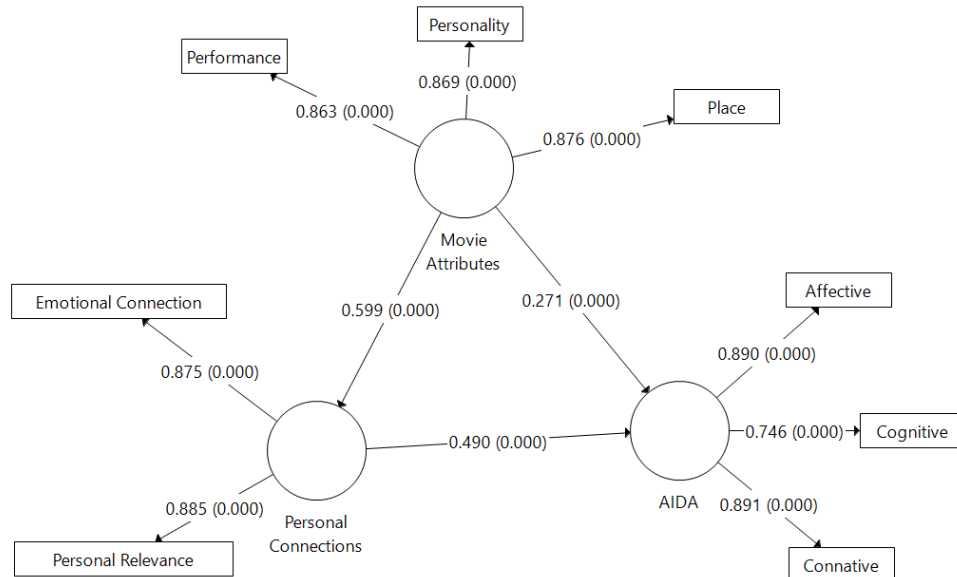 Personality
Performance
0.869 (0.000)
0.863 (0.000)
Place
0.876 (0.000)
Movie
Attributes
Emotional Connection
Affective
0.599 (0.000)
0.271 (0.000)
0.875 (0.000)
0.890 (0.000)
0.490 (0.000)
0.746 (0.000)
Cognitive
0.885 (0.000)
AIDA
0.891 (0.000)
Personal
Connections
Personal Relevance
Connative